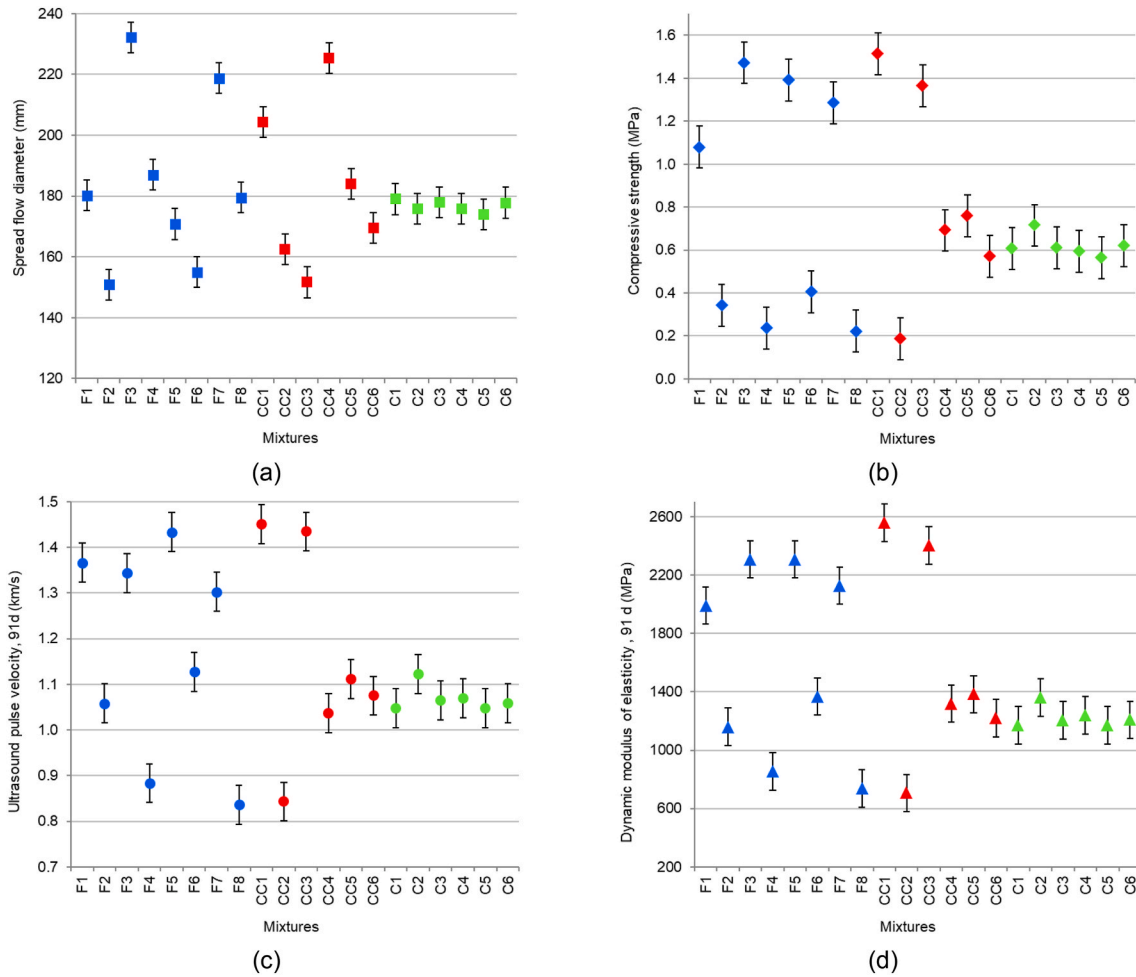 240
220
200
180
160
140
120
Spread flow diameter (mm)
F1 F2 F3 F4 F5 F6 F7 F8 CC1 CC2 CC3 CC4 CC5 CC6 C1 C2 C3 C4 C5 C6
Mixtures
(a)
1.6
1.4
1.2
1.0
0.8
0.6
0.4
0.2
0.0
Compressive strength (MPa)
F1 F2 F3 F4 F5 F6 F7 F8 CC1 CC2 CC3 CC4 CC5 CC6 C1 C2 C3 C4 C5 C6
Mixtures
(b)
1.5
1.4
1.3
1.2
1.1
1.0
0.9
0.8
0.7
Ultrasound pulse velocity, 91d (km/s)
F1 F2 F3 F4 F5 F6 F7 F8 CC1 CC2 CC3 CC4 CC5 CC6 C1 C2 C3 C4 C5 C6
Mixtures
(c)
2600
2200
1800
1400
1000
600
200
Dynamic modulus of elasticity , 91 d (MPa)
F1 F2 F3 F4 F5 F6 F7 F8 CC1 CC2 CC3 CC4 CC5 CC6 C1 C2 C3 C4 C5 C6
Mixtures
(d)